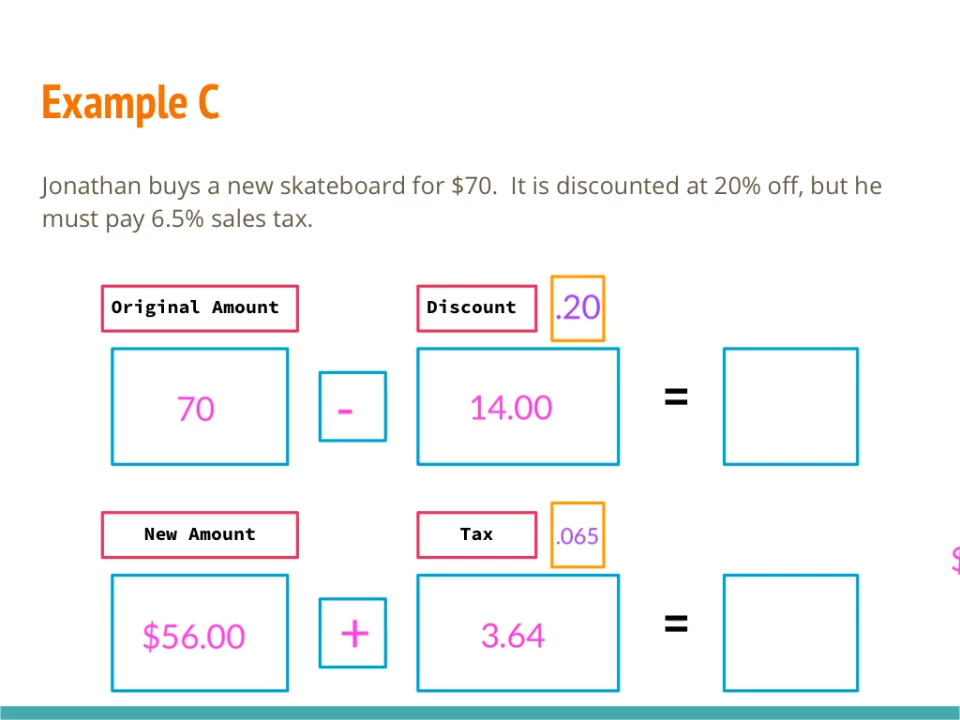 Example C
Jonathan buys a new skateboard for $70.  It is discounted at 20% off, but he
must pay 6.5% sales tax.
Original Amount
Discount
.20
70
-
14.00
=
New Amount
Tax
.065
$
$56.00
+
3.64
=